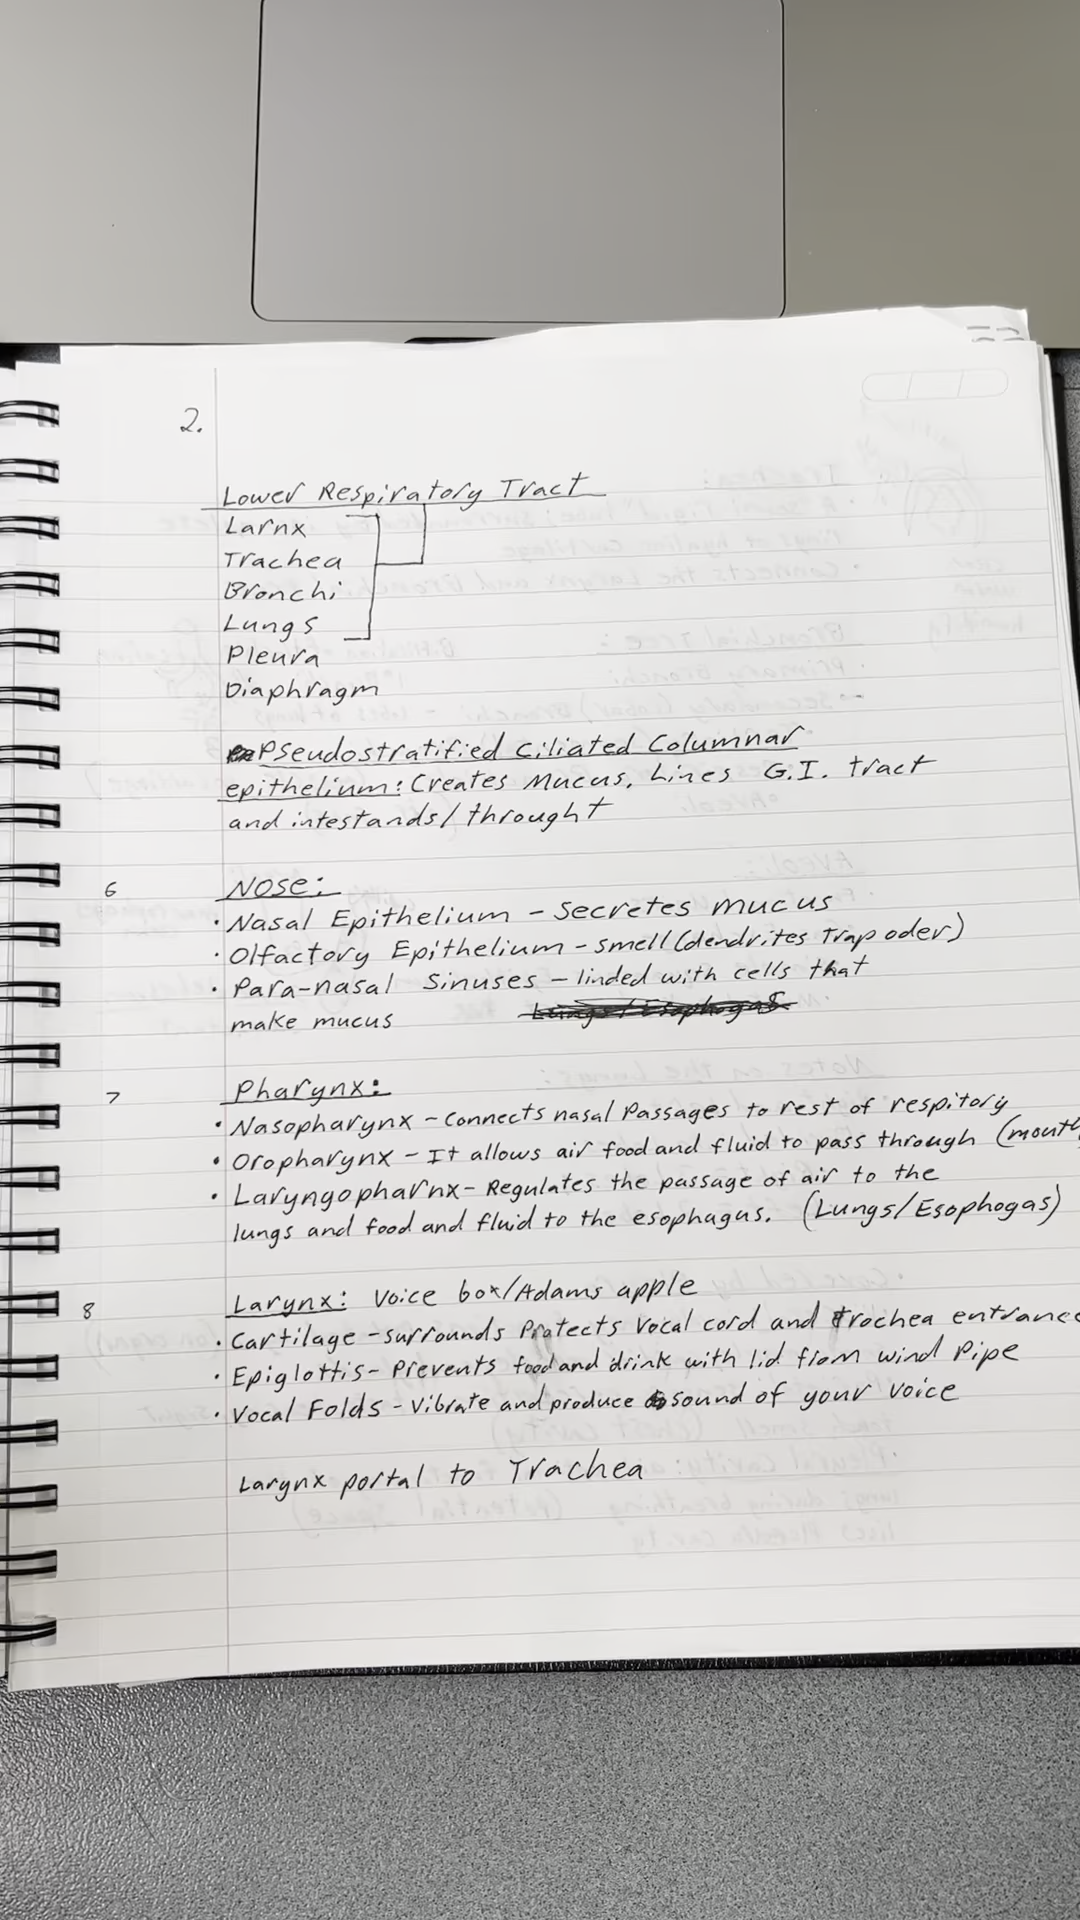 2.
Lower Respiratory Tract
Larnx
Trachea
Bronchi
Lungs
Pleura
Diaphragm
Pseudostratified Ciliated Columnar
epithelium: Creates Mucus, Lines G.I. tract
and intestands/throught
6 Nose:
• Nasal Epithelium - Secretes mucus
• Olfactory Epithelium - smell (dendrites Trap oder)
• Para-nasal Sinuses - linded with cells that
make mucus Lungs/Esophogas
7 Pharynx:
• Nasopharynx - Connects nasal Passages to rest of respitory
• Oropharynx - It allows air food and fluid to pass through (mouth
• Laryngopharnx - Regulates the passage of air to the
lungs and food and fluid to the esophagus. (Lungs/Esophogas)
8 Larynx: Voice box/Adams apple
• Cartilage - surrounds Protects Vocal cord and trochea entrance
• Epiglottis - Prevents food and drink with lid from wind Pipe
• Vocal Folds - Vibrate and produce sound of your voice
Larynx portal to Trachea